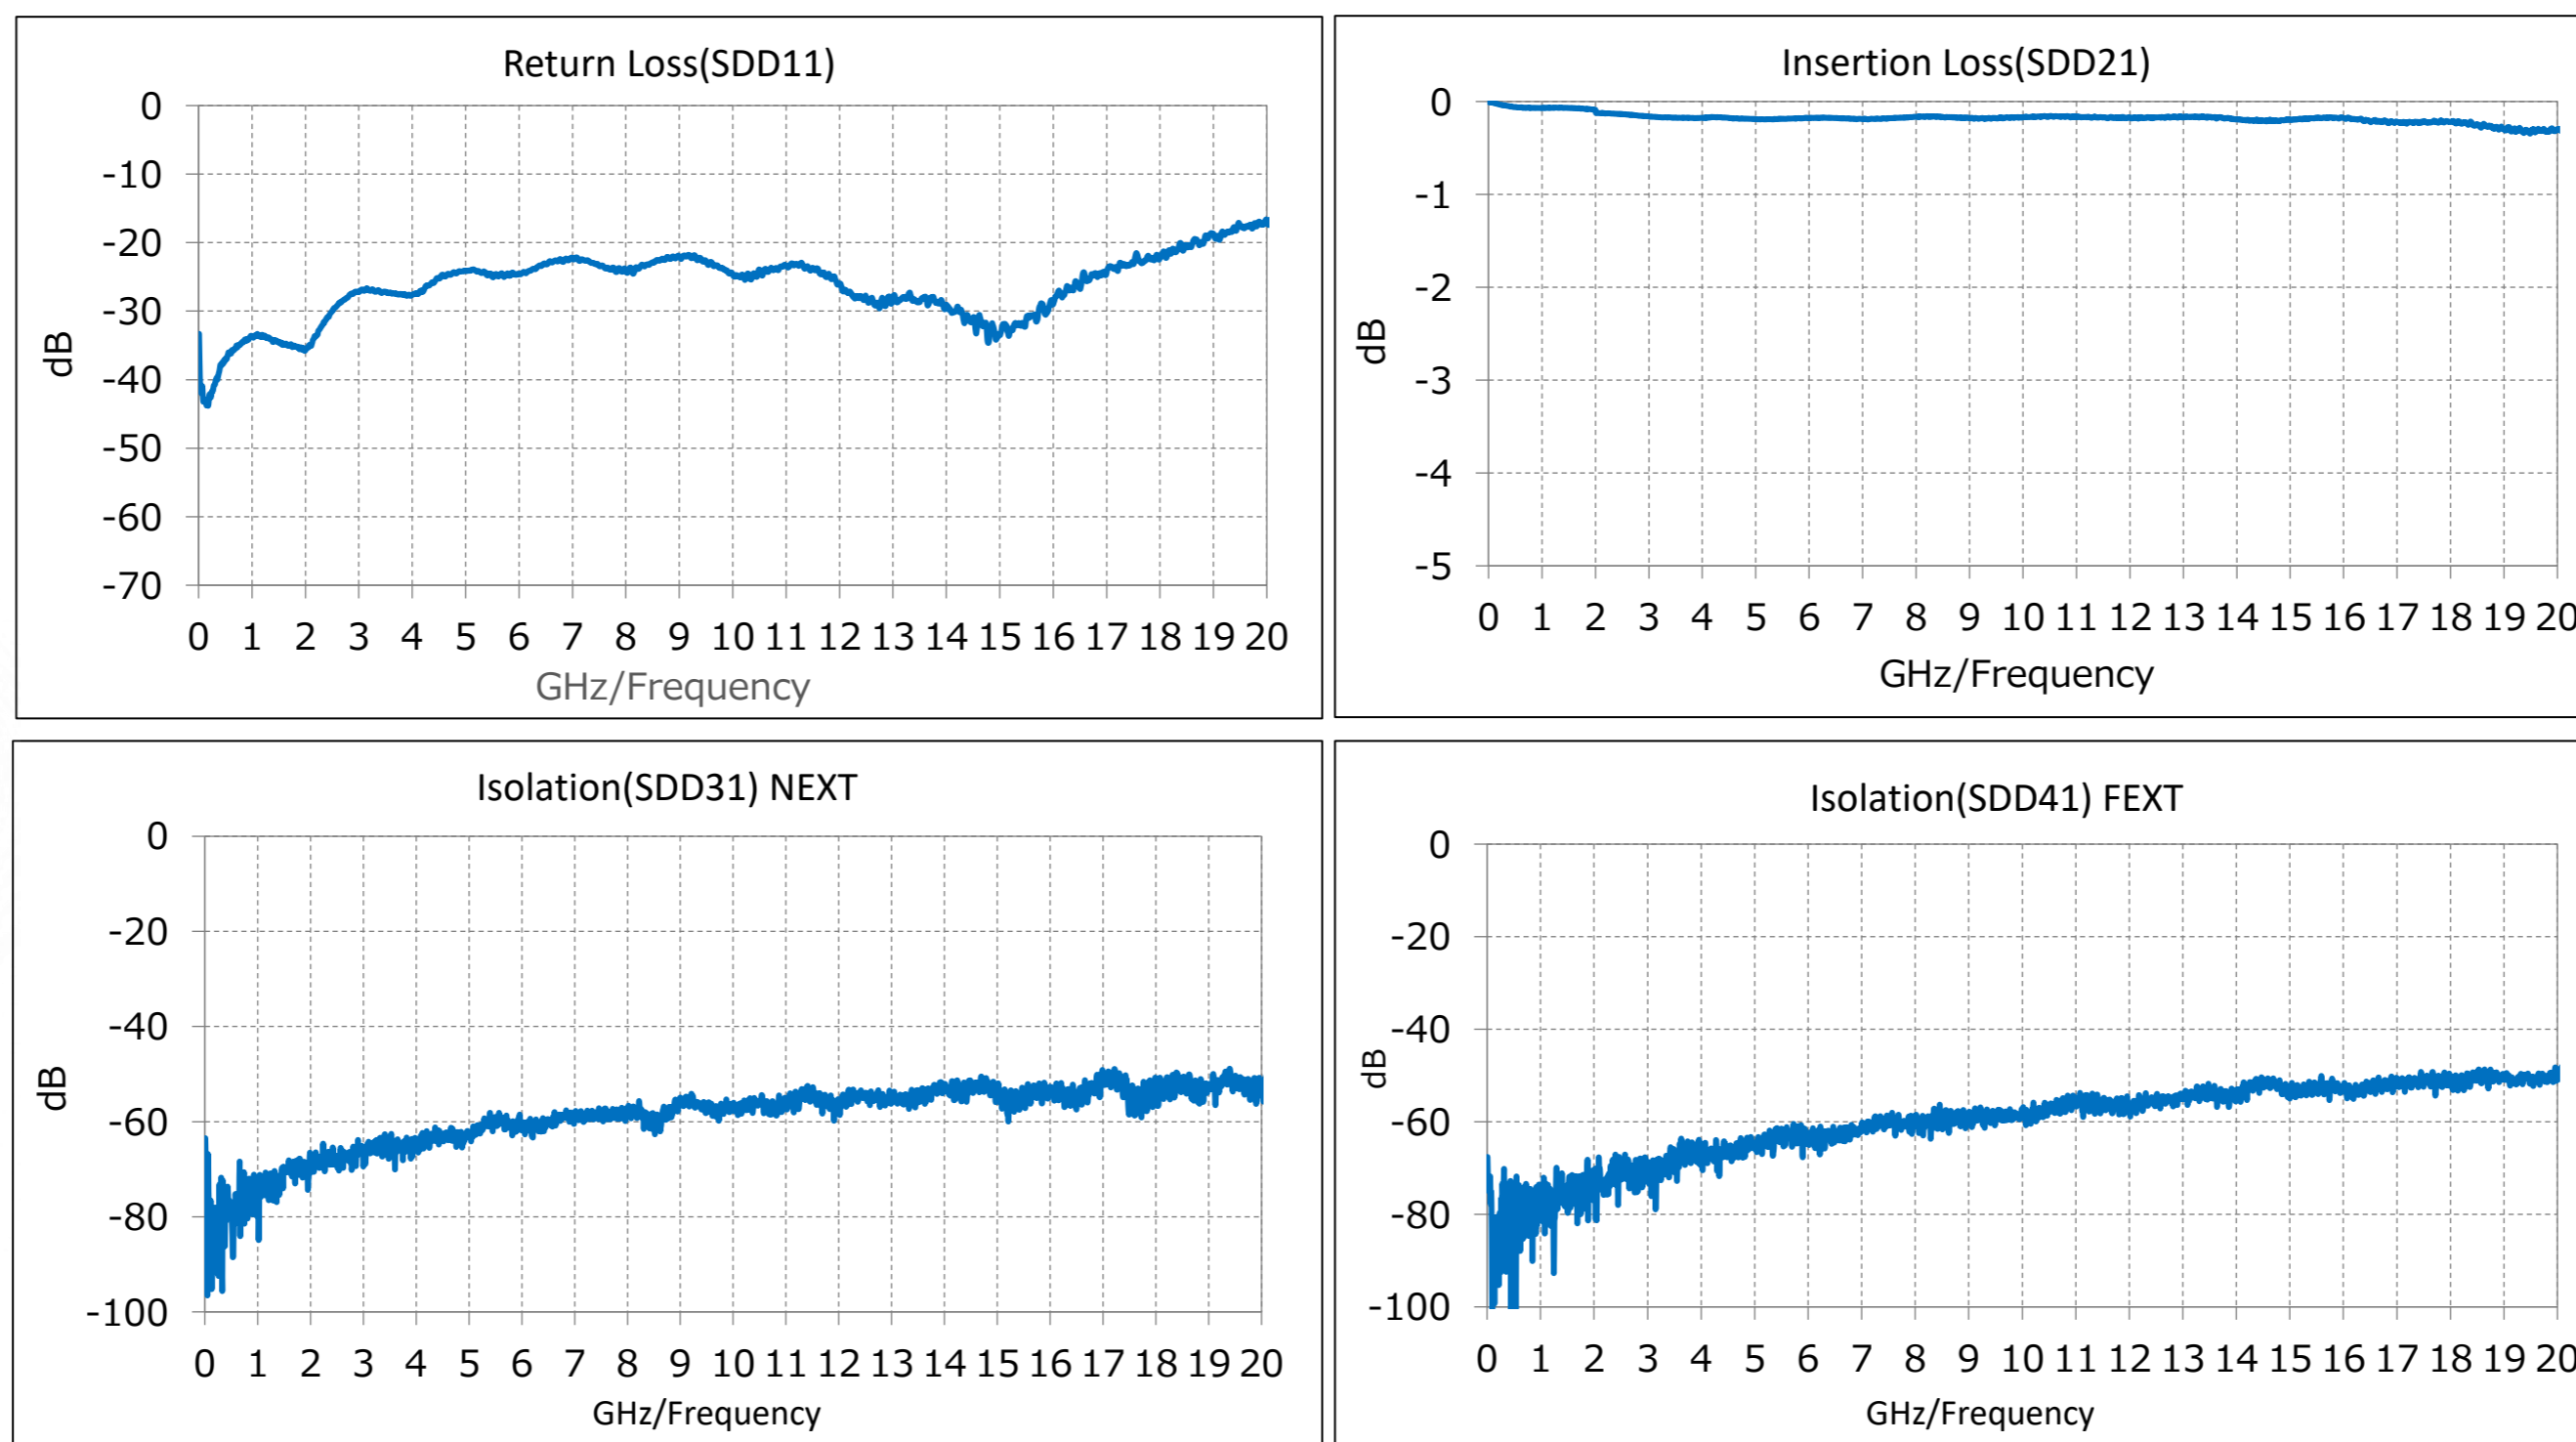 Return Loss(SDD11)
0
-10
-20
-30
-40
-50
-60
-70
dB
0 1 2 3 4 5 6 7 8 9 10 11 12 13 14 15 16 17 18 19 20
GHz/Frequency
Insertion Loss(SDD21)
0
-1
-2
-3
-4
-5
dB
0 1 2 3 4 5 6 7 8 9 10 11 12 13 14 15 16 17 18 19 20
GHz/Frequency
Isolation(SDD31) NEXT
0
-20
-40
-60
-80
-100
dB
0 1 2 3 4 5 6 7 8 9 10 11 12 13 14 15 16 17 18 19 20
GHz/Frequency
Isolation(SDD41) FEXT
0
-20
-40
-60
-80
-100
dB
0 1 2 3 4 5 6 7 8 9 10 11 12 13 14 15 16 17 18 19 20
GHz/Frequency